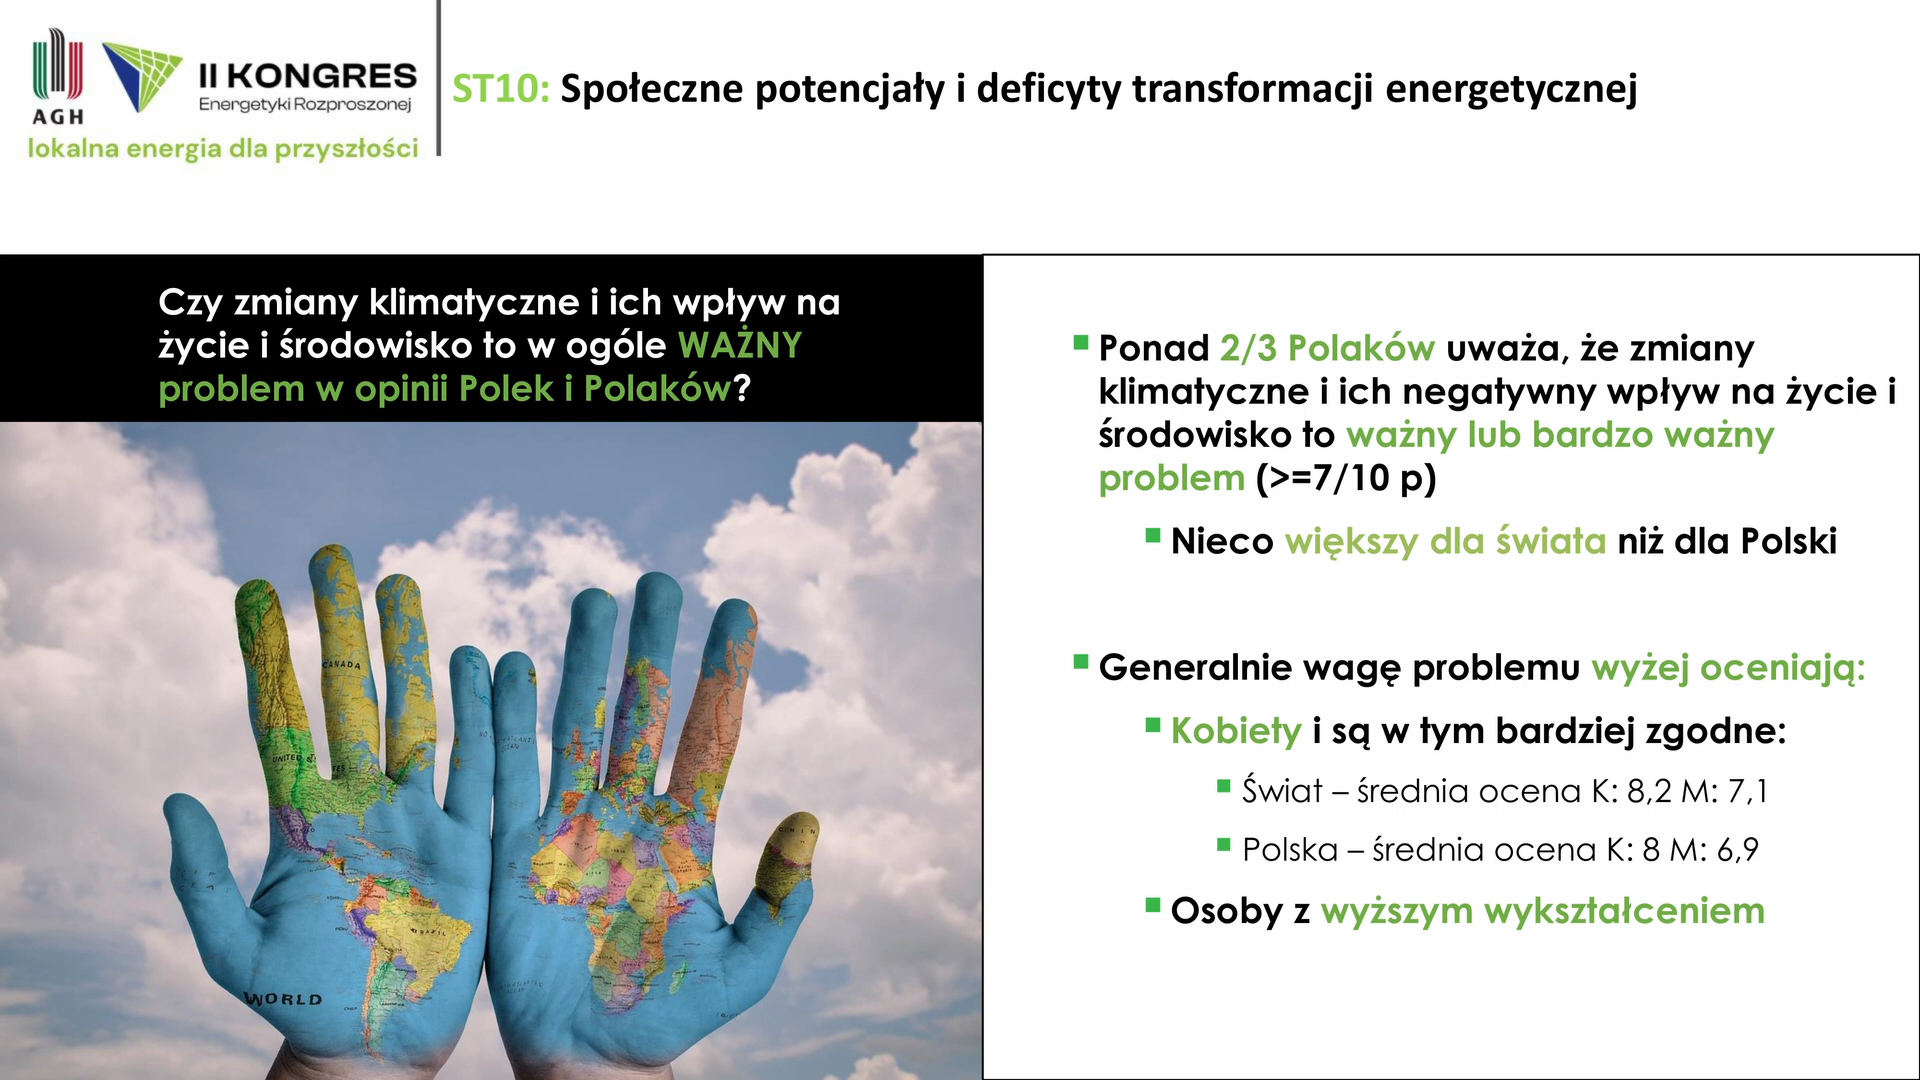 AGH
II KONGRES
Energetyki Rozproszonej
lokalna energia dla przyszłości
ST10: Społeczne potencjały i deficyty transformacji energetycznej
Czy zmiany klimatyczne i ich wpływ na
życie i środowisko to w ogóle WAŻNY
problem w opinii Polek i Polaków?
CANADA
UNITED
BRAZIL
WORLD
Ponad 2/3 Polaków uważa, że zmiany
klimatyczne i ich negatywny wpływ na życie i
środowisko to ważny lub bardzo ważny
problem (>=7/10 p)
Nieco większy dla świata niż dla Polski
Generalnie wagę problemu wyżej oceniają:
Kobiety i są w tym bardziej zgodne:
Świat – średnia ocena K: 8,2 M: 7,1
Polska – średnia ocena K: 8 M: 6,9
Osoby z wyższym wykształceniem